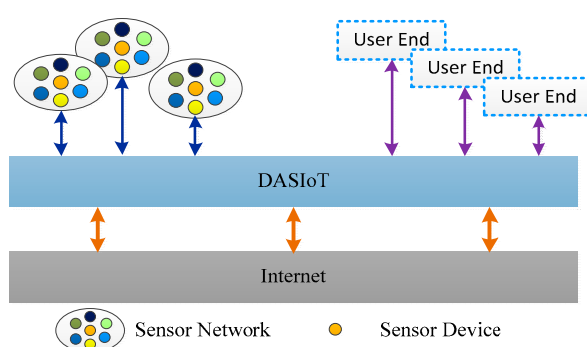 User End
User End
User End
DASIoT
Internet
Sensor Network
Sensor Device